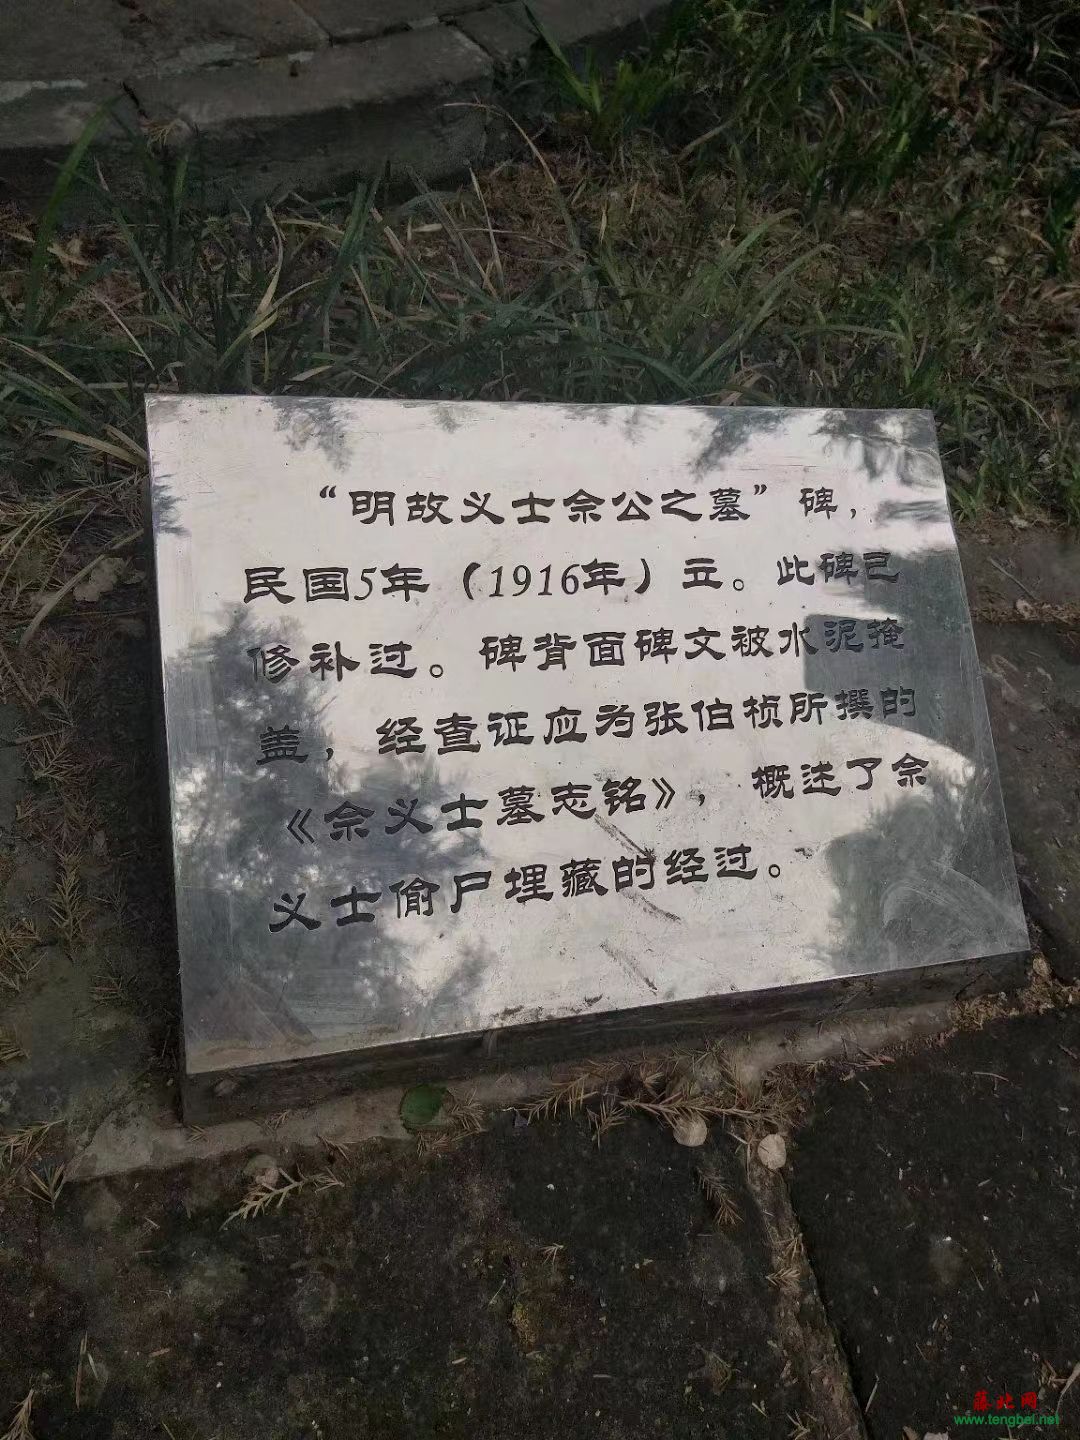 “明故义士佘公之墓”碑，
民国5年（1916年）立。此碑已
修补过。碑背面碑文被水泥掩
盖，经查证应为张伯桢所撰的
《佘义士墓志铭》，概述了佘
义士偷尸埋藏的经过。
藤北网
www.tengbei.net